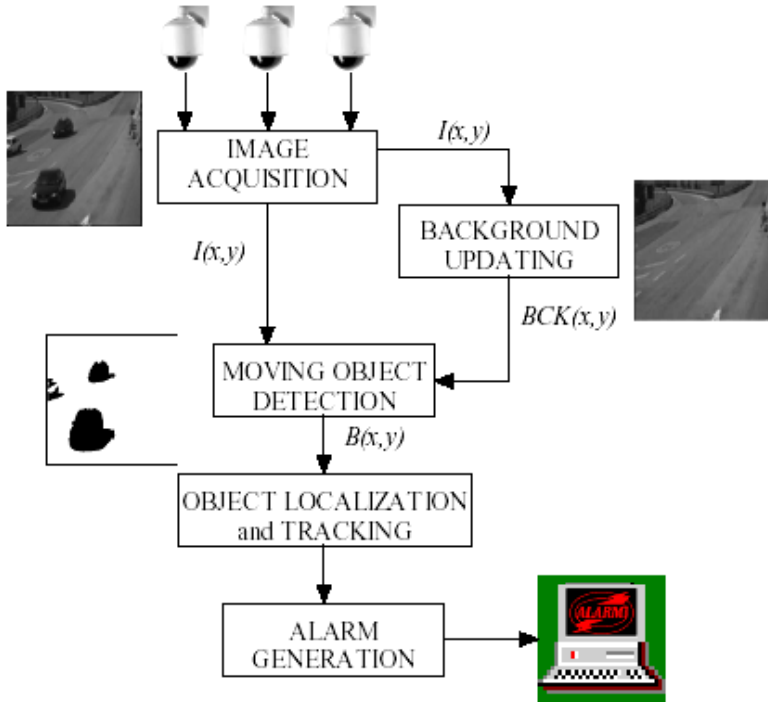 IMAGE
ACQUISITION
I(x,y)
I(x,y)
BACKGROUND
UPDATING
BCK(x,y)
MOVING OBJECT
DETECTION
B(x,y)
OBJECT LOCALIZATION
and TRACKING
ALARM
GENERATION
ALARM!